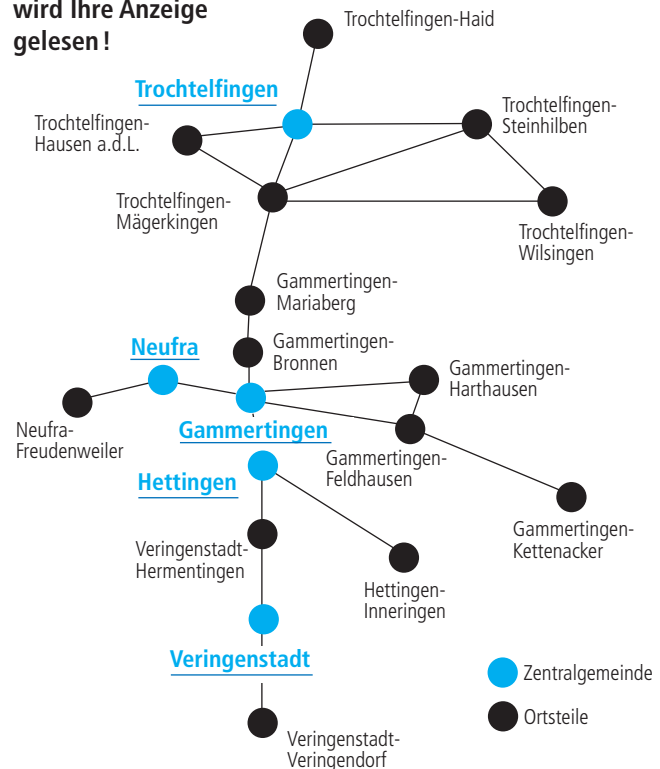 wird Ihre Anzeige
gelesen !
Trochtelfingen-Haid
Trochtelfingen
Trochtelfingen-
Steinhilben
Trochtelfingen-
Hausen a.d.L.
Trochtelfingen-
Mägerkingen
Trochtelfingen-
Wilsingen
Gammertingen-
Mariaberg
Gammertingen-
Bronnen
Neufra
Gammertingen-
Harthausen
Neufra-
Freudenweiler
Gammertingen
Gammertingen-
Feldhausen
Hettingen
Gammertingen-
Kettenacker
Veringenstadt-
Hermentingen
Hettingen-
Inneringen
Veringenstadt
Zentralgemeinde
Ortsteile
Veringenstadt-
Veringendorf